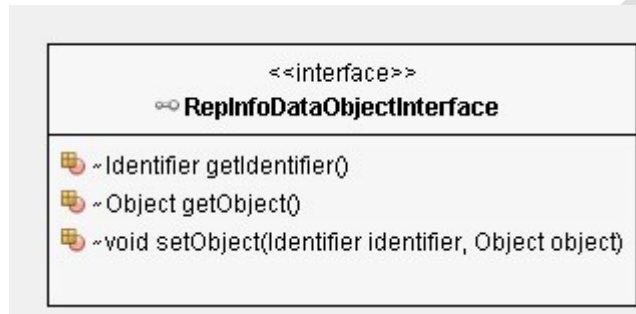 <<interface>>
RepInfoDataObjectInterface
~Identifier getIdentifier()
~Object getObject()
~void setObject(Identifier identifier, Object object)